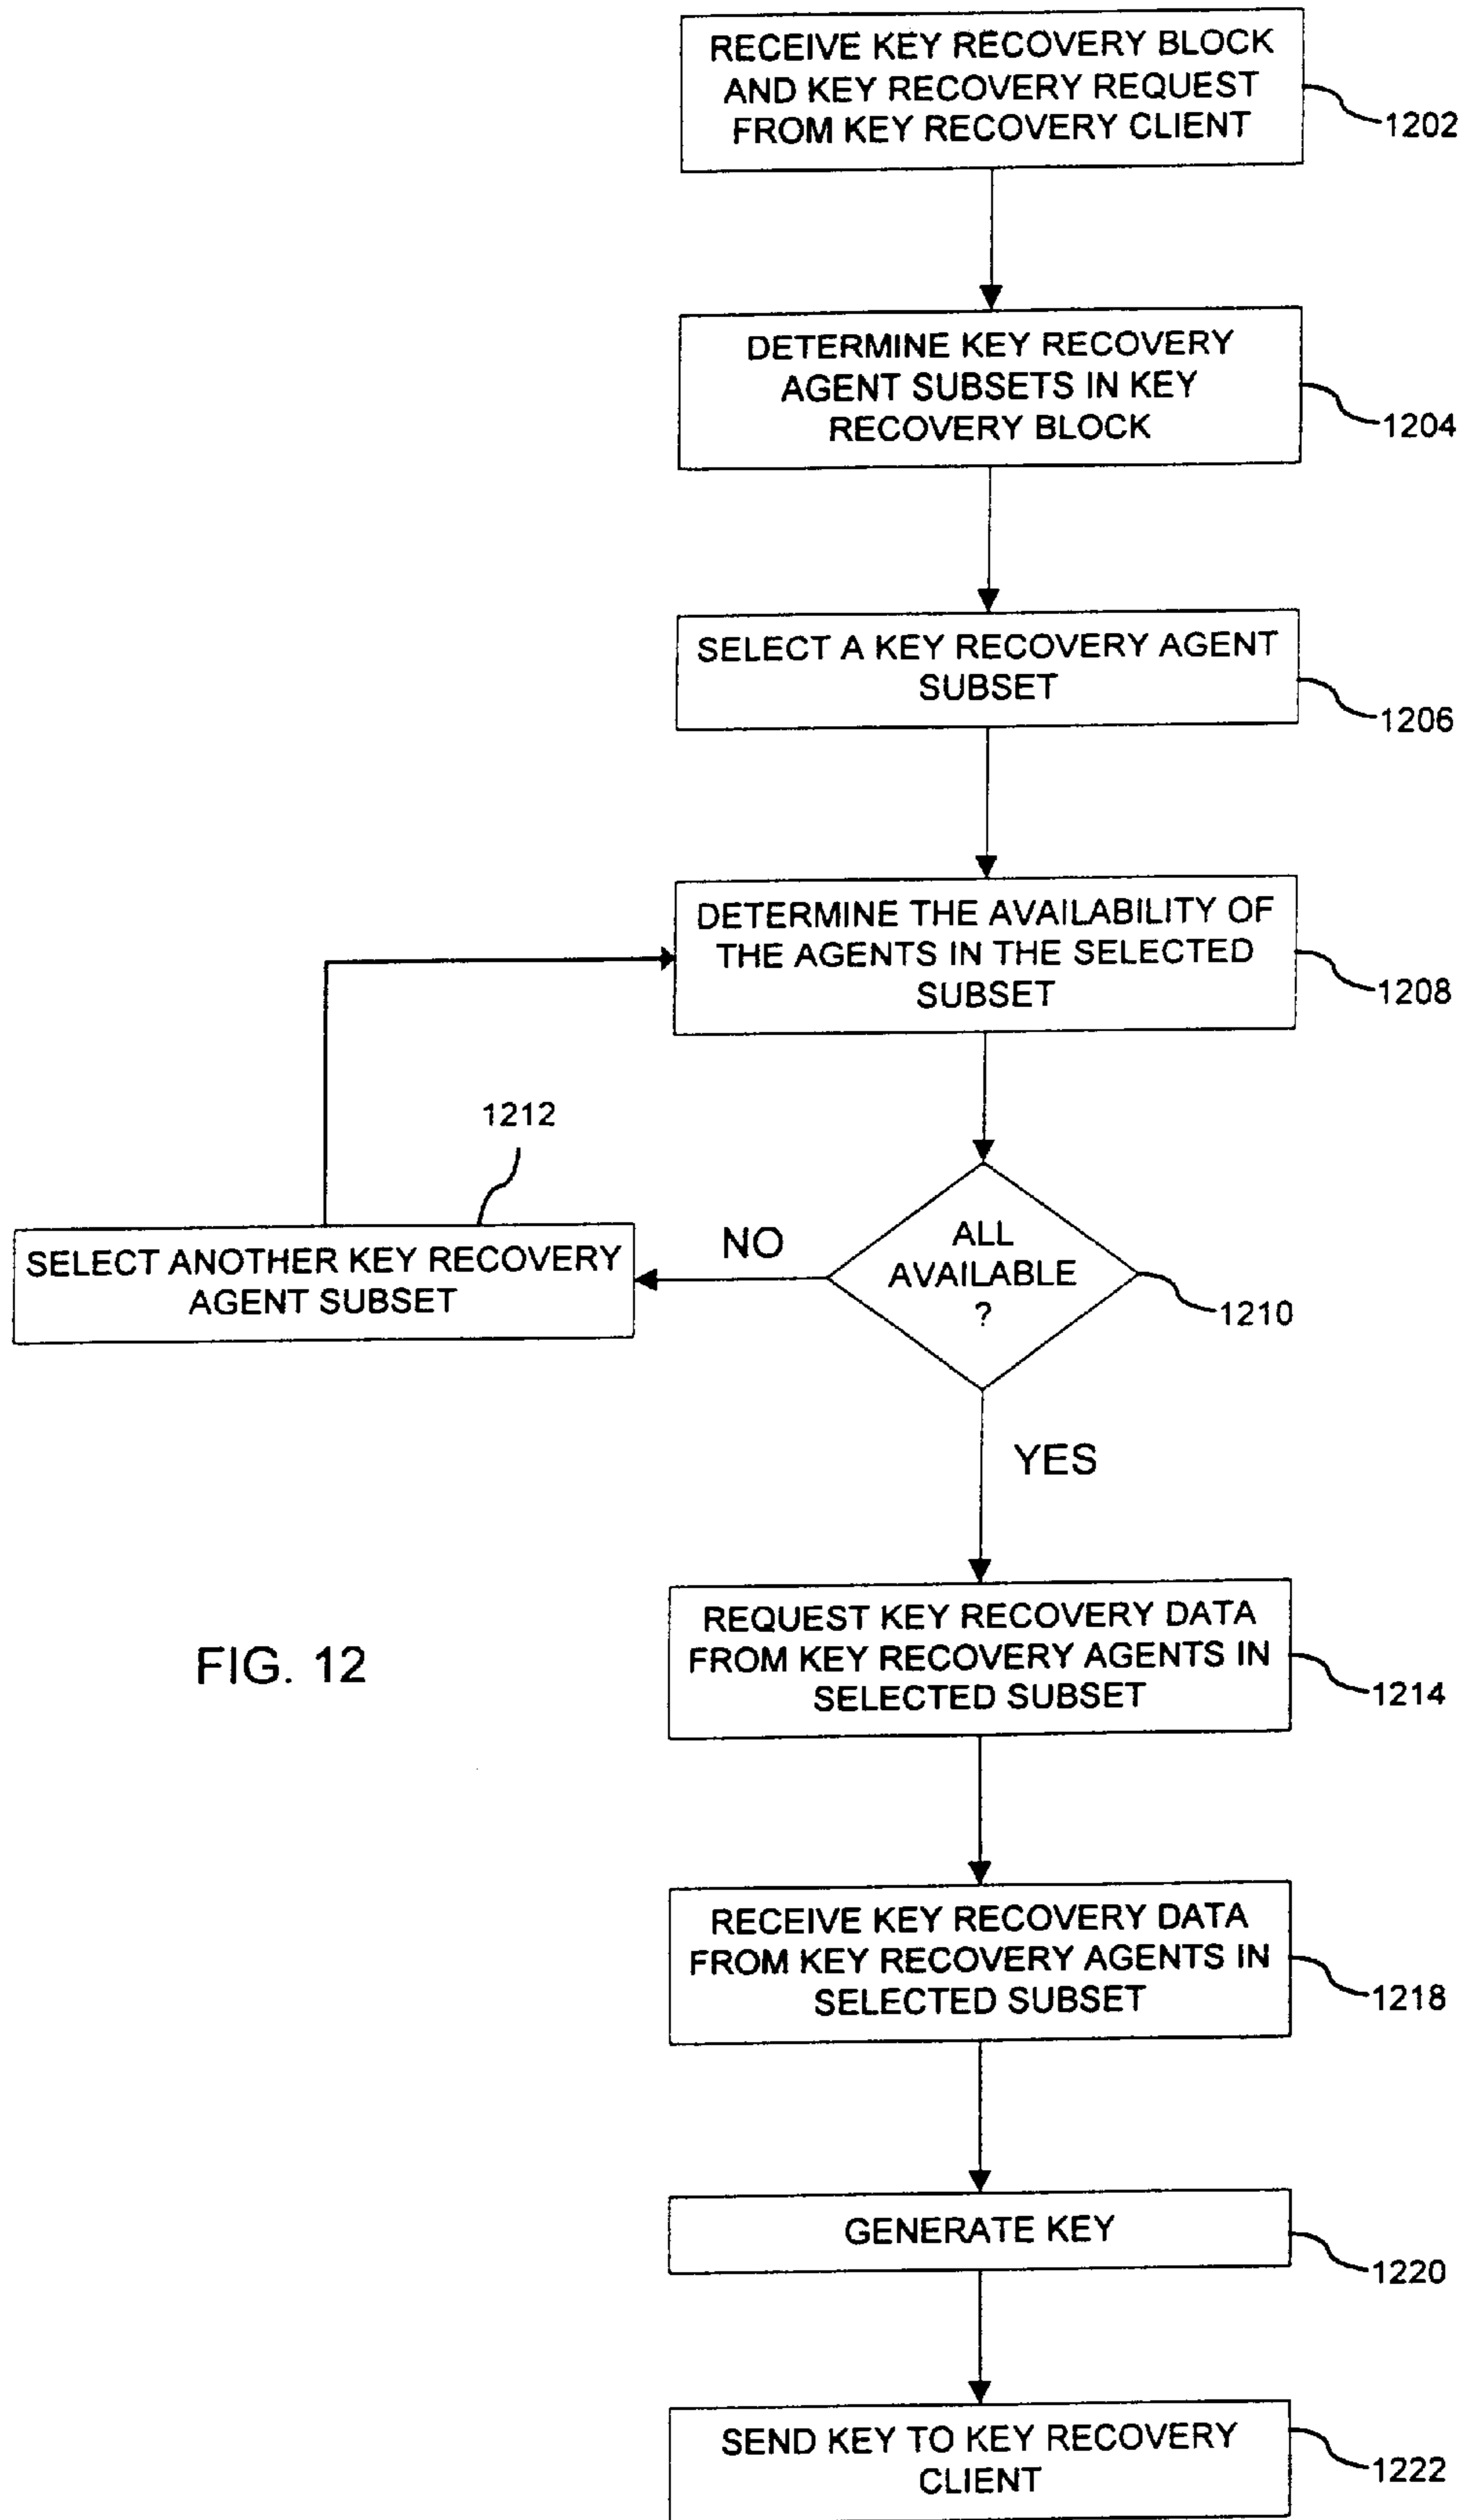 RECEIVE KEY RECOVERY BLOCK
AND KEY RECOVERY REQUEST
FROM KEY RECOVERY CLIENT
1202
DETERMINE KEY RECOVERY
AGENT SUBSETS IN KEY
RECOVERY BLOCK
1204
SELECT A KEY RECOVERY AGENT
SUBSET
1206
DETERMINE THE AVAILABILITY OF
THE AGENTS IN THE SELECTED
SUBSET
1208
1212
SELECT ANOTHER KEY RECOVERY
AGENT SUBSET
NO
ALL
AVAILABLE
?
1210
YES
FIG. 12
REQUEST KEY RECOVERY DATA
FROM KEY RECOVERY AGENTS IN
SELECTED SUBSET
1214
RECEIVE KEY RECOVERY DATA
FROM KEY RECOVERY AGENTS IN
SELECTED SUBSET
1218
GENERATE KEY
1220
SEND KEY TO KEY RECOVERY
CLIENT
1222